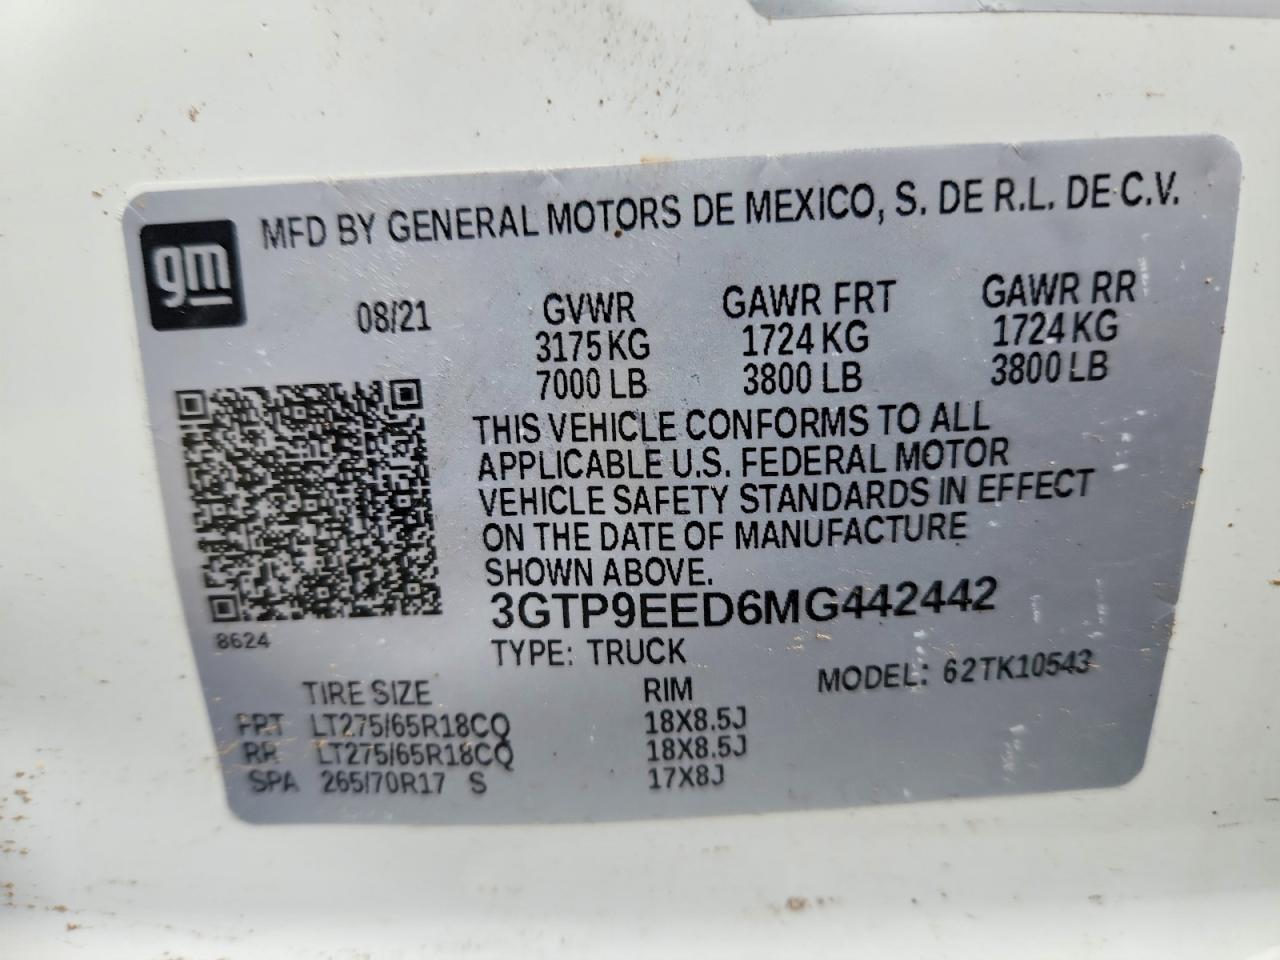 gm
MFD BY GENERAL MOTORS DE MEXICO, S. DE R.L. DE C.V.
08/21 GVWR GAWR FRT GAWR RR
3175 KG 1724 KG 1724 KG
7000 LB 3800 LB 3800 LB
THIS VEHICLE CONFORMS TO ALL
APPLICABLE U.S. FEDERAL MOTOR
VEHICLE SAFETY STANDARDS IN EFFECT
ON THE DATE OF MANUFACTURE
SHOWN ABOVE.
3GTP9EED6MG442442
8624
TYPE: TRUCK MODEL: 62TK10543
TIRE SIZE RIM
FRT LT275/65R18CQ 18X8.5J
RR LT275/65R18CQ 18X8.5J
SPA 265/70R17 S 17X8J